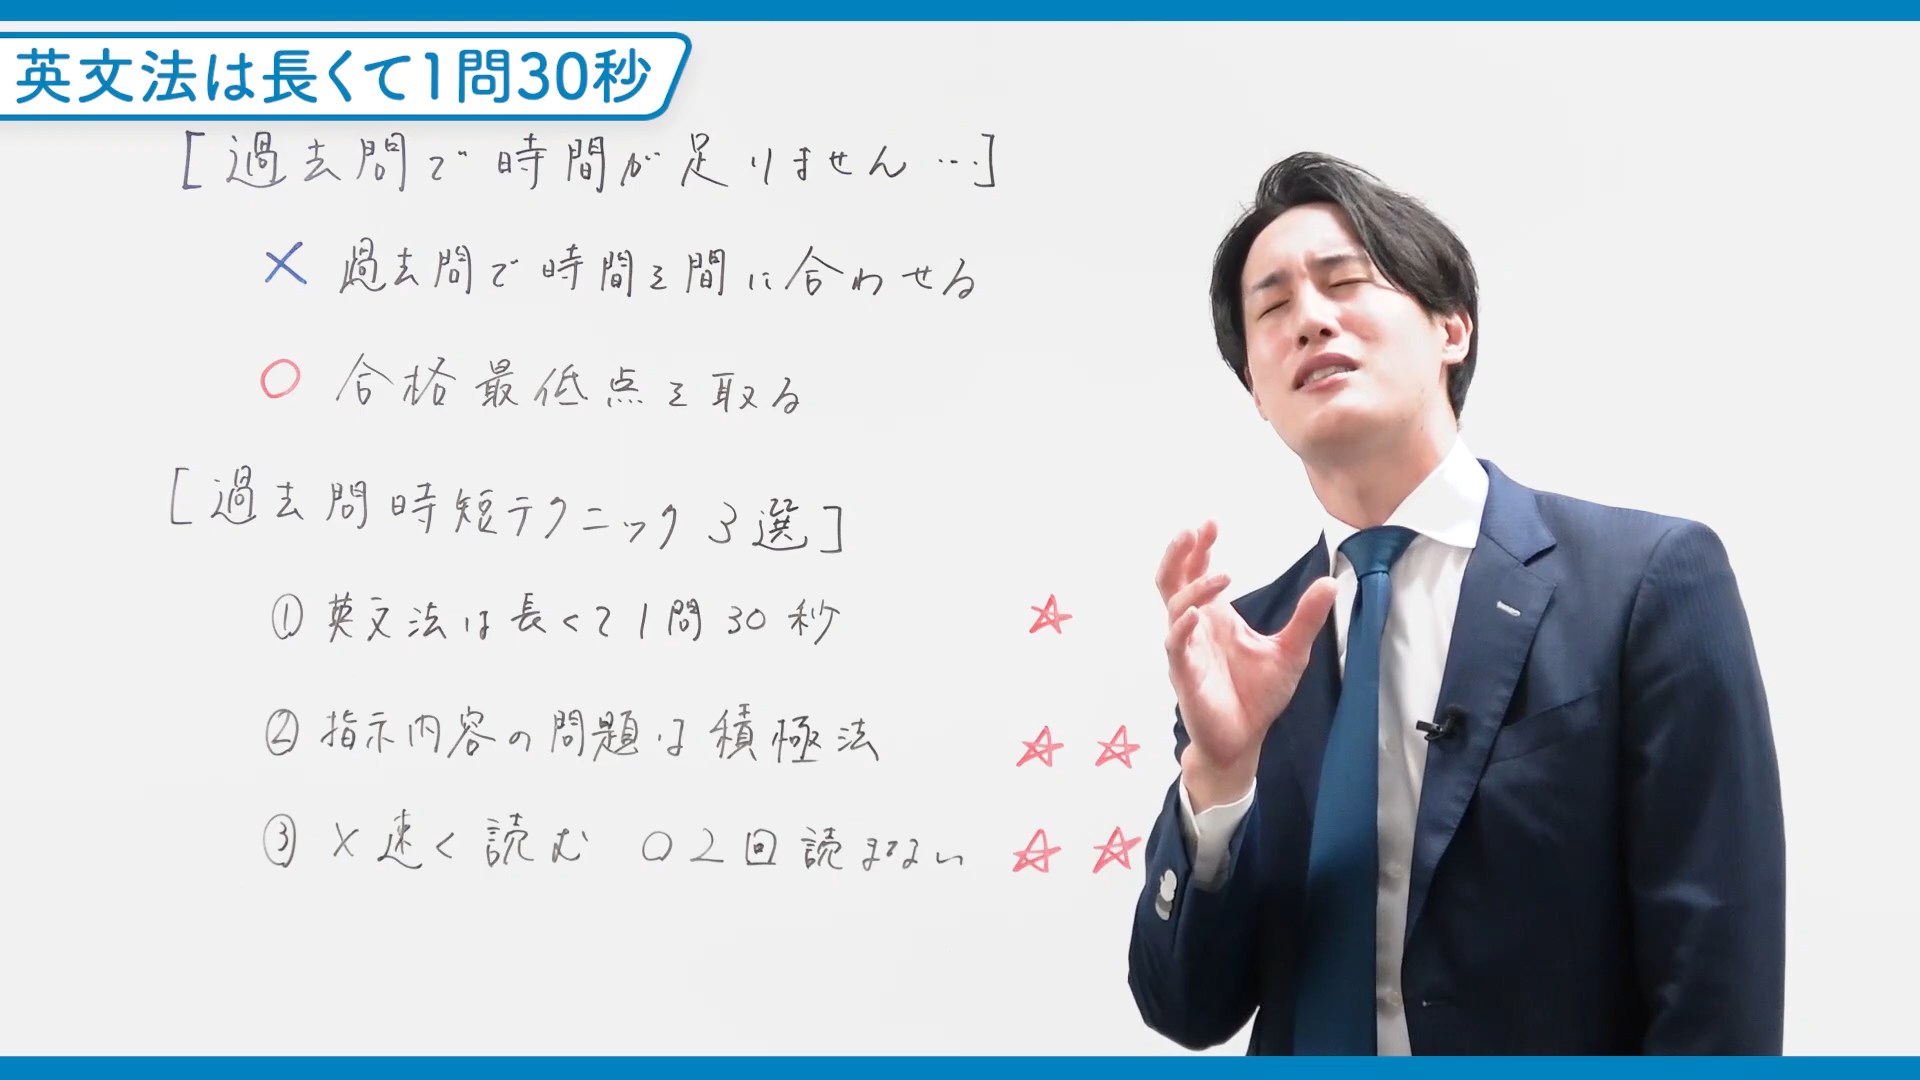 英文法は長くて1問30秒
[過去問で時間が足りません…]
× 過去問で時間を間に合わせる
○ 合格最低点を取る
[過去問時短テクニック3選]
① 英文法は長くて1問30秒 ☆
② 指示内容の問題は積極法 ☆☆
③ ×速く読む ○2回読まない ☆☆